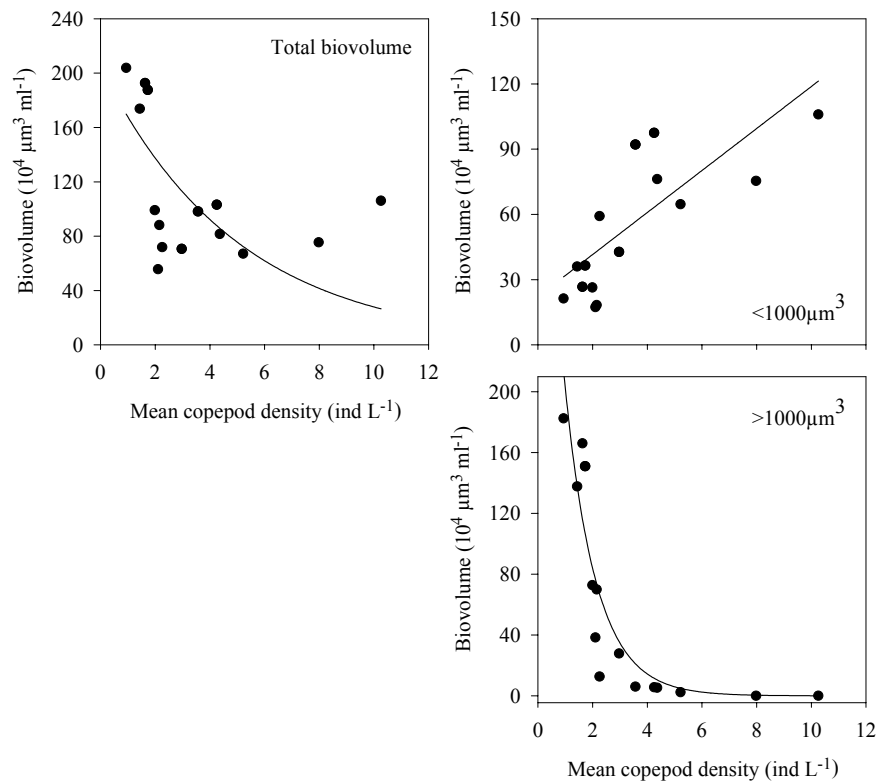 240
200
160
120
80
40
0
Biovolume (10⁴ µm³ ml⁻¹)
Total biovolume
0 2 4 6 8 10 12
Mean copepod density (ind L⁻¹)
150
120
90
60
30
0
Biovolume (10⁴ µm³ ml⁻¹)
<1000µm³
200
160
120
80
40
0
Biovolume (10⁴ µm³ ml⁻¹)
>1000µm³
0 2 4 6 8 10 12
Mean copepod density (ind L⁻¹)